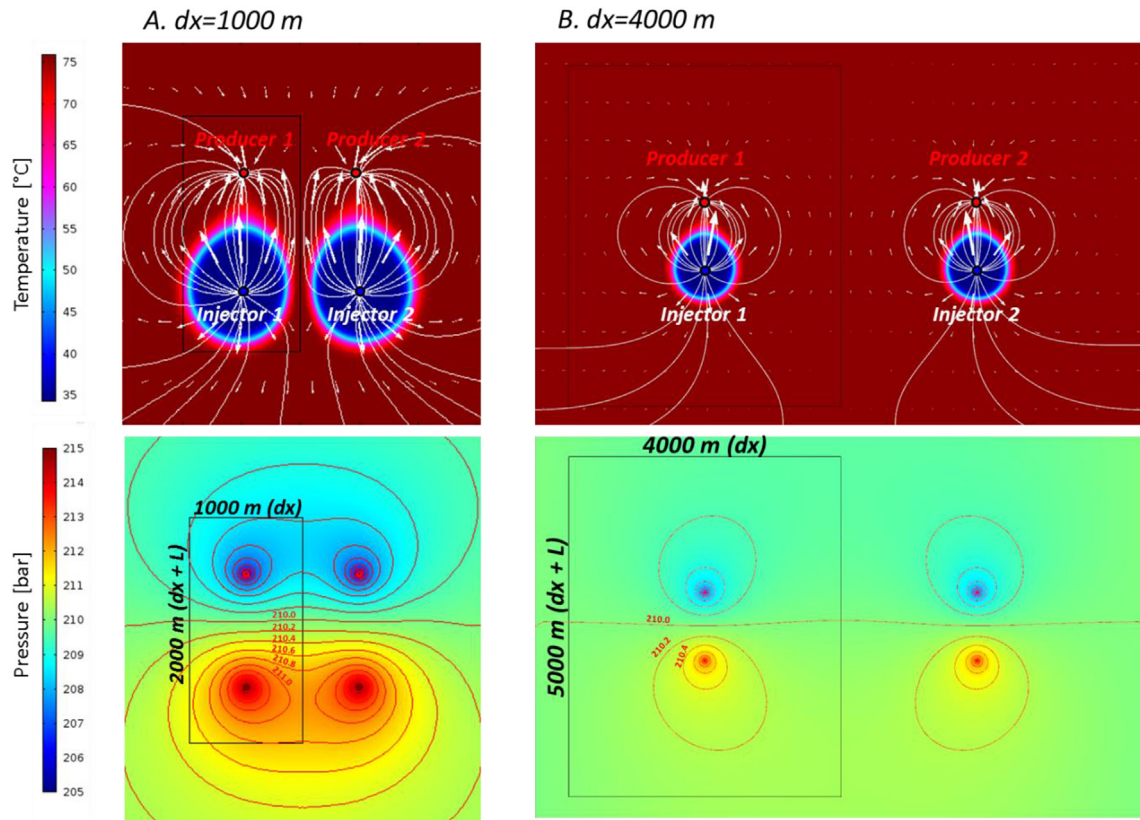 A. dx=1000 m
B. dx=4000 m
Temperature [°C]
75
70
65
60
55
50
45
40
35
Producer 1
Producer 2
Injector 1
Injector 2
Producer 1
Producer 2
Injector 1
Injector 2
Pressure [bar]
215
214
213
212
211
210
209
208
207
206
205
1000 m (dx)
2000 m (dx + L)
210.0
210.2
210.4
210.6
210.8
211.0
4000 m (dx)
5000 m (dx + L)
210.0
210.2
210.4